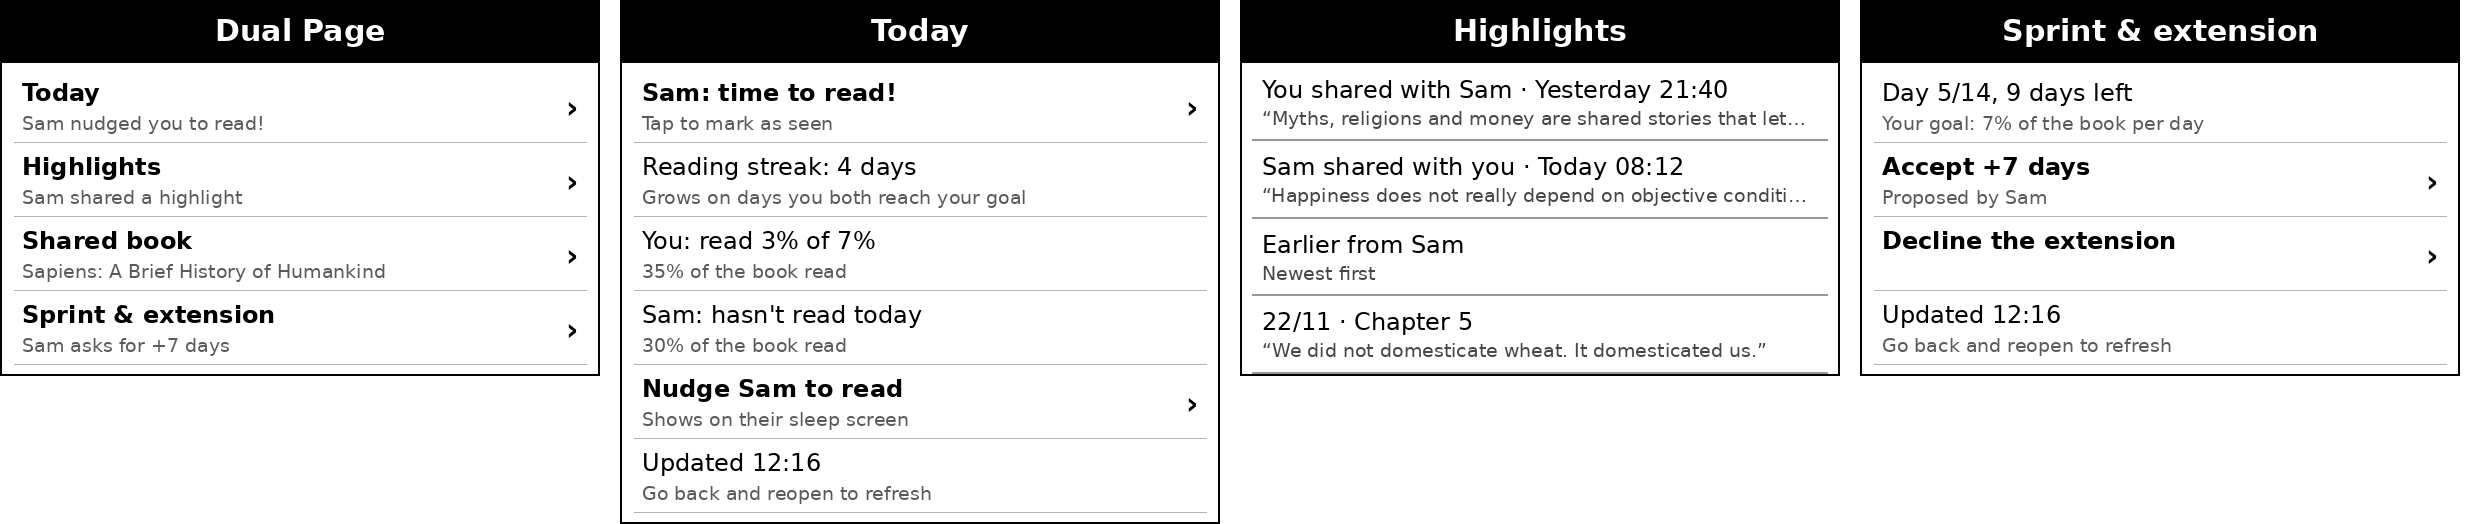 Dual Page
Today
Sam nudged you to read!
›
Highlights
Sam shared a highlight
›
Shared book
Sapiens: A Brief History of Humankind
›
Sprint & extension
Sam asks for +7 days
›
Today
Sam: time to read!
Tap to mark as seen
›
Reading streak: 4 days
Grows on days you both reach your goal
You: read 3% of 7%
35% of the book read
Sam: hasn't read today
30% of the book read
Nudge Sam to read
Shows on their sleep screen
›
Updated 12:16
Go back and reopen to refresh
Highlights
You shared with Sam · Yesterday 21:40
“Myths, religions and money are shared stories that let…
Sam shared with you · Today 08:12
“Happiness does not really depend on objective conditi…
Earlier from Sam
Newest first
22/11 · Chapter 5
“We did not domesticate wheat. It domesticated us.”
Sprint & extension
Day 5/14, 9 days left
Your goal: 7% of the book per day
Accept +7 days
Proposed by Sam
›
Decline the extension
›
Updated 12:16
Go back and reopen to refresh